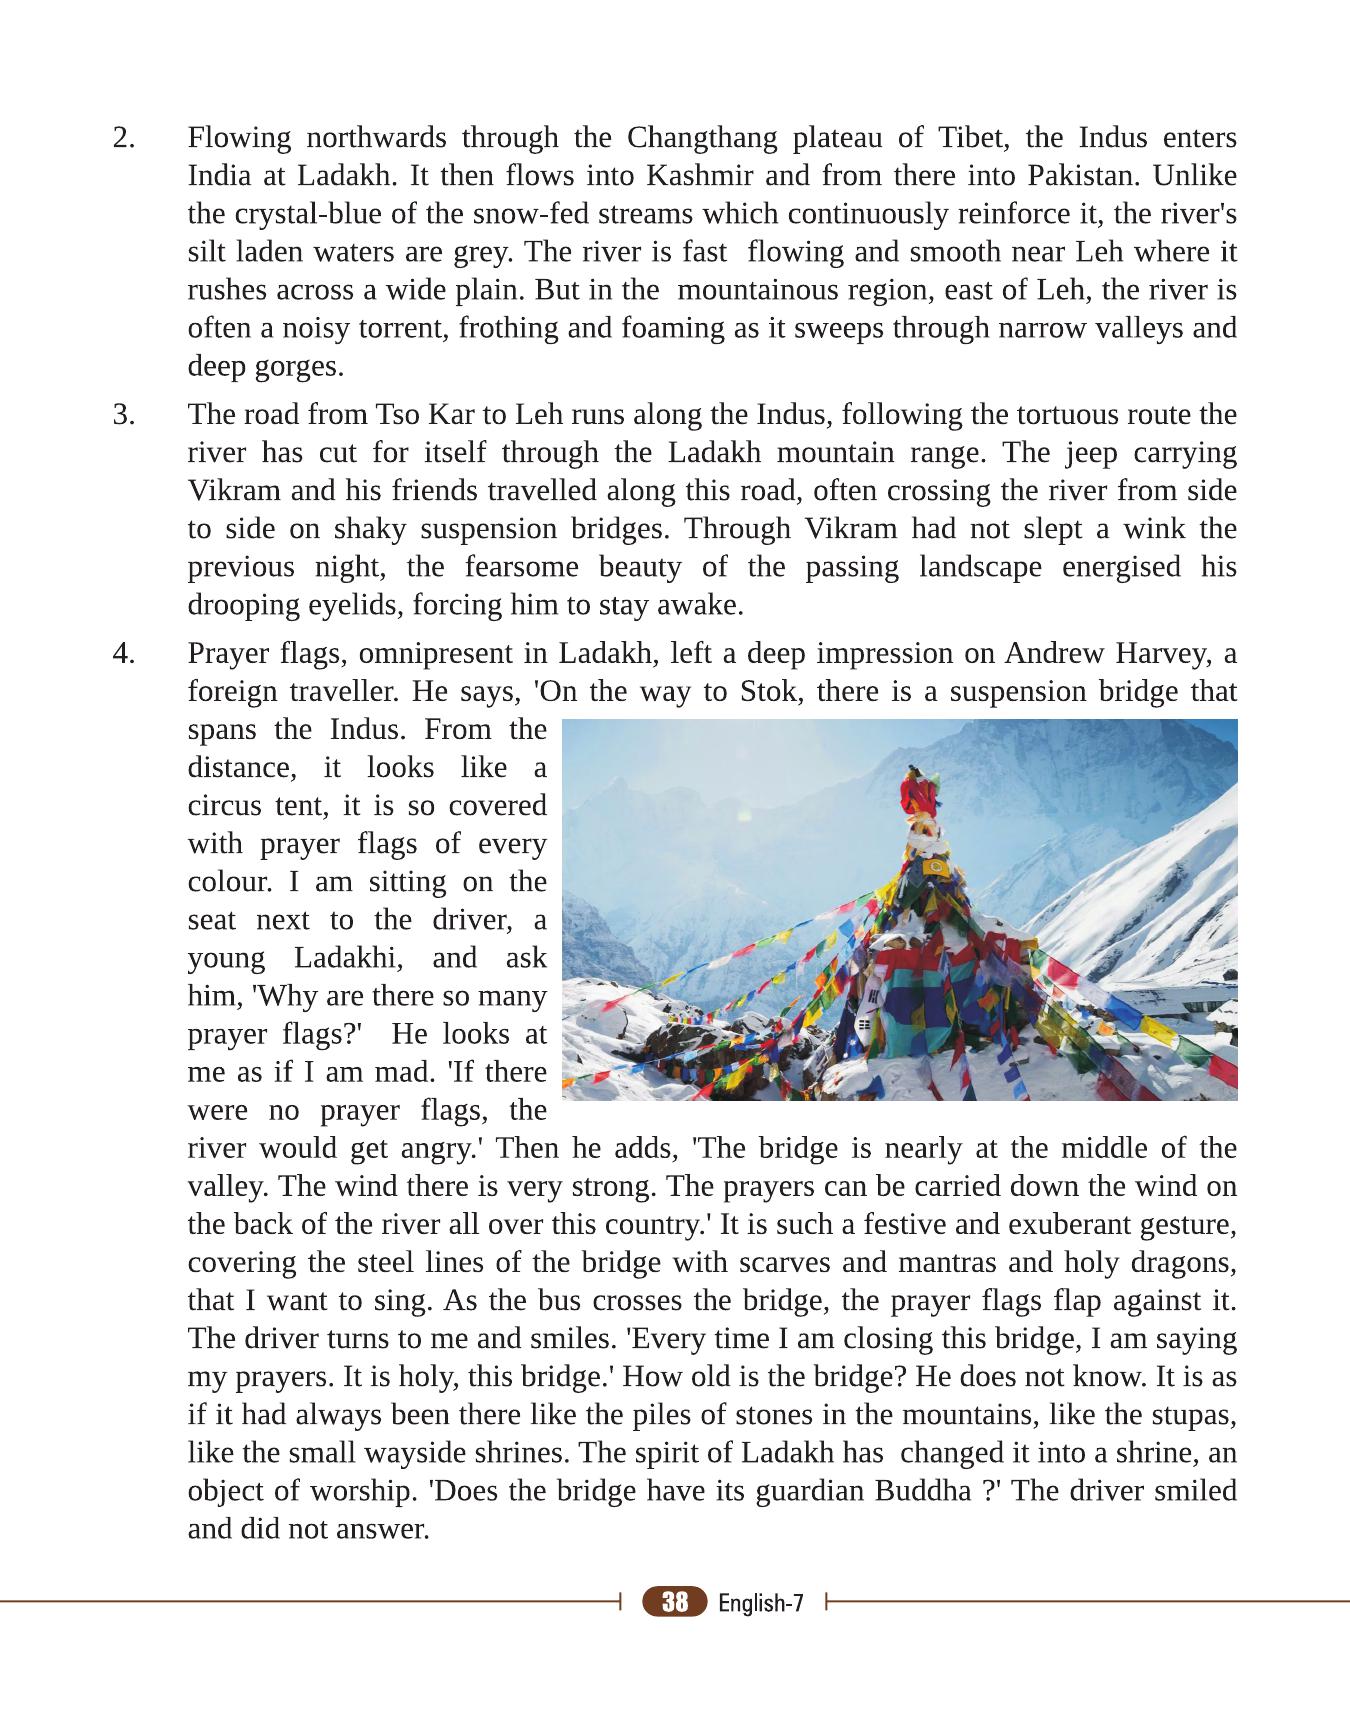 2. Flowing northwards through the Changthang plateau of Tibet, the Indus enters
India at Ladakh. It then flows into Kashmir and from there into Pakistan. Unlike
the crystal-blue of the snow-fed streams which continuously reinforce it, the river's
silt laden waters are grey. The river is fast flowing and smooth near Leh where it
rushes across a wide plain. But in the mountainous region, east of Leh, the river is
often a noisy torrent, frothing and foaming as it sweeps through narrow valleys and
deep gorges.
3. The road from Tso Kar to Leh runs along the Indus, following the tortuous route the
river has cut for itself through the Ladakh mountain range. The jeep carrying
Vikram and his friends travelled along this road, often crossing the river from side
to side on shaky suspension bridges. Through Vikram had not slept a wink the
previous night, the fearsome beauty of the passing landscape energised his
drooping eyelids, forcing him to stay awake.
4. Prayer flags, omnipresent in Ladakh, left a deep impression on Andrew Harvey, a
foreign traveller. He says, 'On the way to Stok, there is a suspension bridge that
spans the Indus. From the
distance, it looks like a
circus tent, it is so covered
with prayer flags of every
colour. I am sitting on the
seat next to the driver, a
young Ladakhi, and ask
him, 'Why are there so many
prayer flags?' He looks at
me as if I am mad. 'If there
were no prayer flags, the
river would get angry.' Then he adds, 'The bridge is nearly at the middle of the
valley. The wind there is very strong. The prayers can be carried down the wind on
the back of the river all over this country.' It is such a festive and exuberant gesture,
covering the steel lines of the bridge with scarves and mantras and holy dragons,
that I want to sing. As the bus crosses the bridge, the prayer flags flap against it.
The driver turns to me and smiles. 'Every time I am closing this bridge, I am saying
my prayers. It is holy, this bridge.' How old is the bridge? He does not know. It is as
if it had always been there like the piles of stones in the mountains, like the stupas,
like the small wayside shrines. The spirit of Ladakh has changed it into a shrine, an
object of worship. 'Does the bridge have its guardian Buddha ?' The driver smiled
and did not answer.
38 English-7